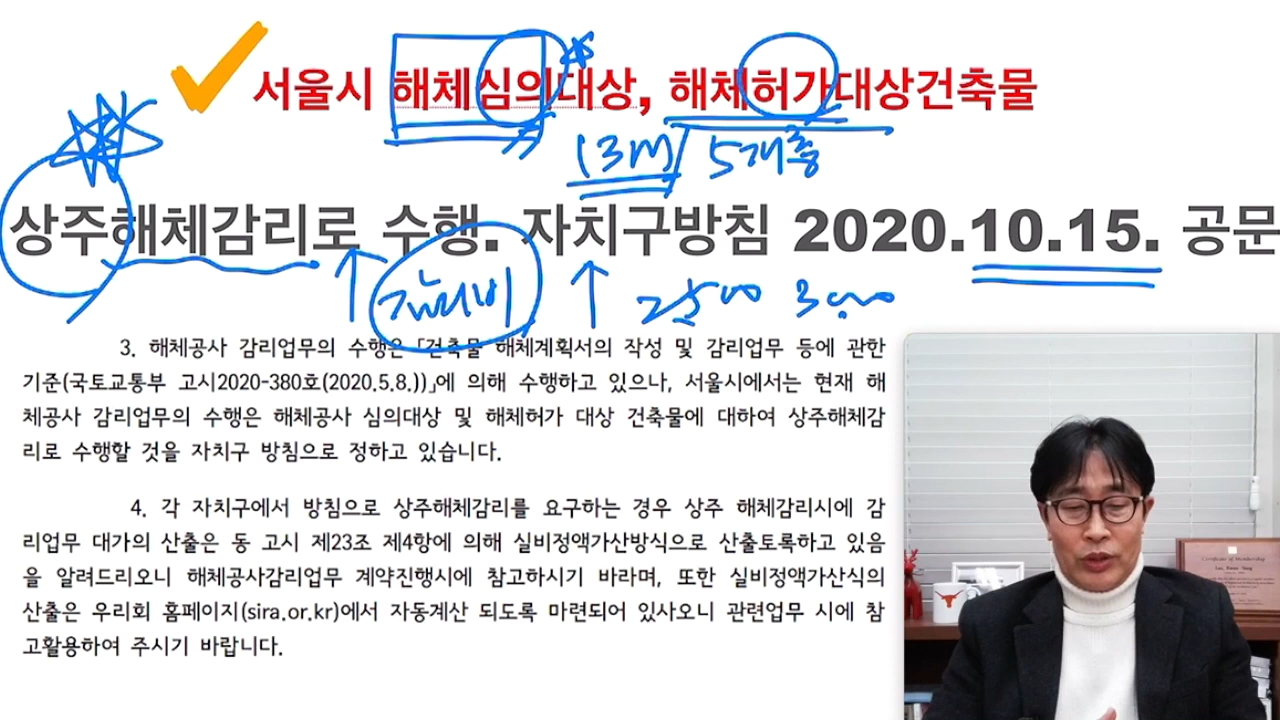 서울시 해체심의대상, 해체허가대상건축물
13M 5개층
상주해체감리로 수행. 자치구방침 2020.10.15. 공문
감리비 2500 3000
3. 해체공사 감리업무의 수행은 「건축물 해체계획서의 작성 및 감리업무 등에 관한
기준(국토교통부 고시2020-380호(2020.5.8.))」에 의해 수행하고 있으나, 서울시에서는 현재 해
체공사 감리업무의 수행은 해체공사 심의대상 및 해체허가 대상 건축물에 대하여 상주해체감
리로 수행할 것을 자치구 방침으로 정하고 있습니다.
4. 각 자치구에서 방침으로 상주해체감리를 요구하는 경우 상주 해체감리시에 감
리업무 대가의 산출은 동 고시 제23조 제4항에 의해 실비정액가산방식으로 산출토록하고 있음
을 알려드리오니 해체공사감리업무 계약진행시에 참고하시기 바라며, 또한 실비정액가산식의
산출은 우리회 홈페이지(sira.or.kr)에서 자동계산 되도록 마련되어 있사오니 관련업무 시에 참
고활용하여 주시기 바랍니다.
Certificate of Membership